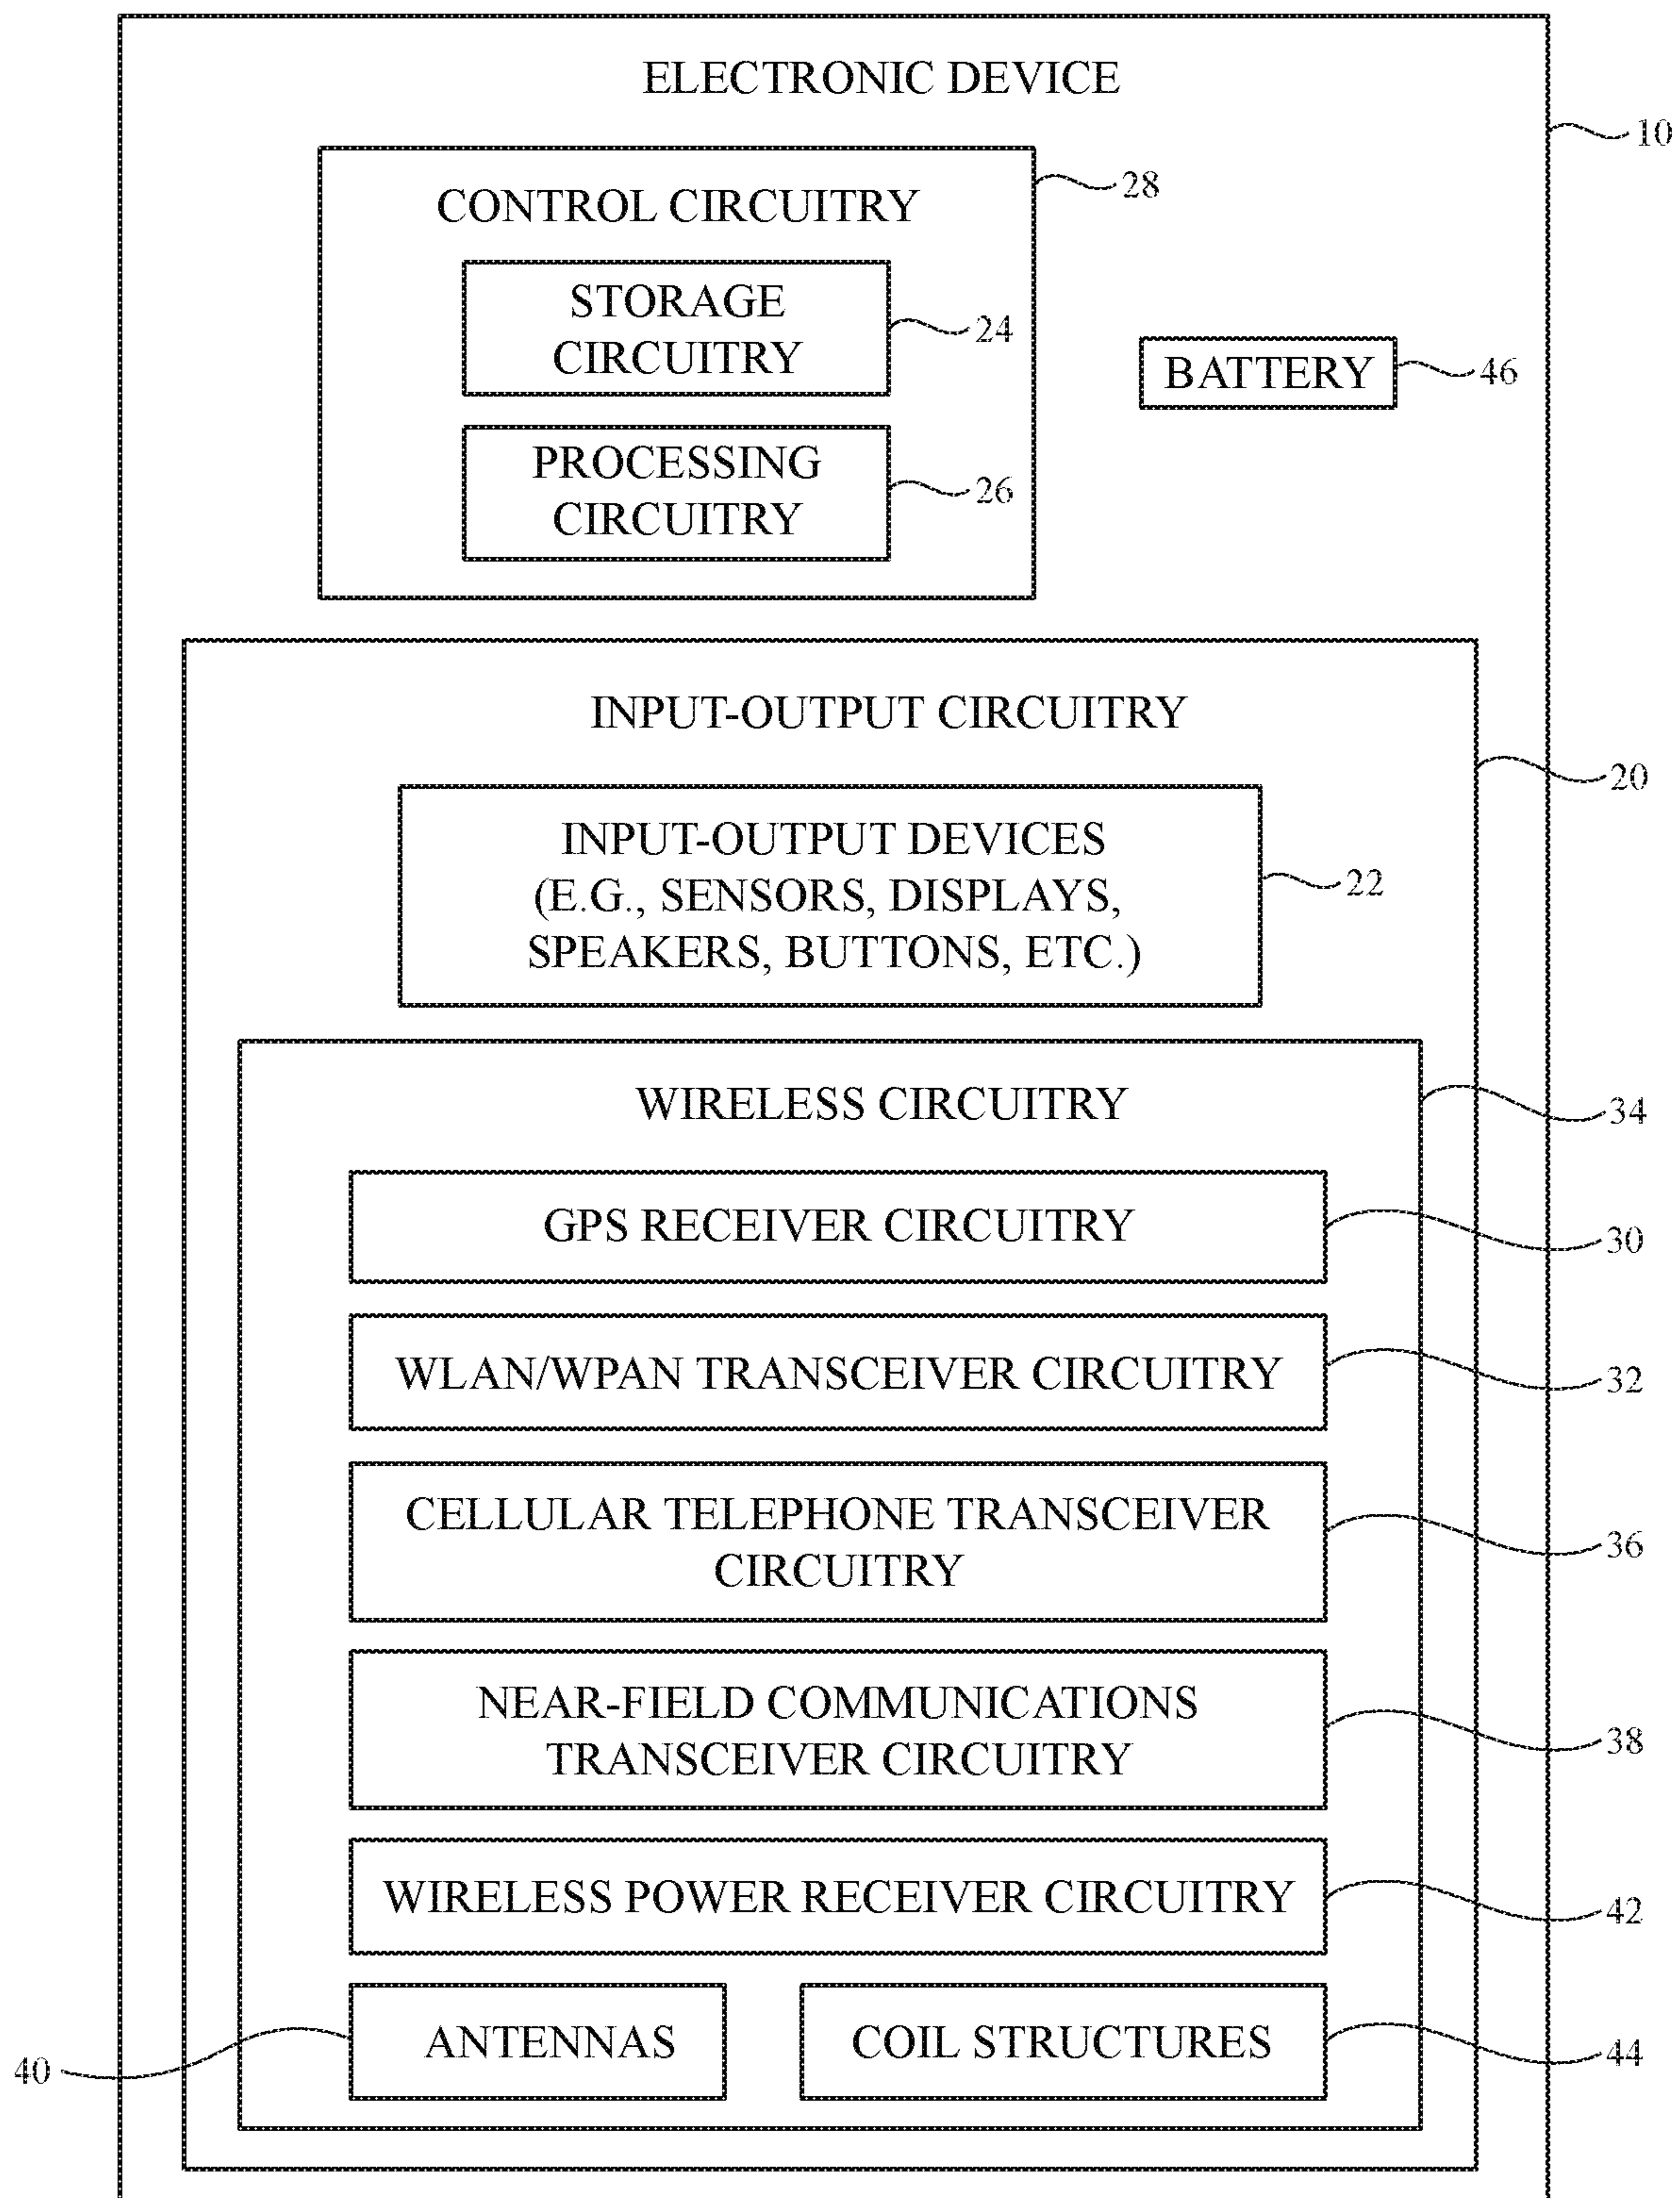 ELECTRONIC DEVICE
10
CONTROL CIRCUITRY
28
STORAGE
CIRCUITRY
24
BATTERY
46
PROCESSING
CIRCUITRY
26
INPUT-OUTPUT CIRCUITRY
20
INPUT-OUTPUT DEVICES
(E.G., SENSORS, DISPLAYS,
SPEAKERS, BUTTONS, ETC.)
22
WIRELESS CIRCUITRY
34
GPS RECEIVER CIRCUITRY
30
WLAN/WPAN TRANSCEIVER CIRCUITRY
32
CELLULAR TELEPHONE TRANSCEIVER
CIRCUITRY
36
NEAR-FIELD COMMUNICATIONS
TRANSCEIVER CIRCUITRY
38
WIRELESS POWER RECEIVER CIRCUITRY
42
ANTENNAS
40
COIL STRUCTURES
44